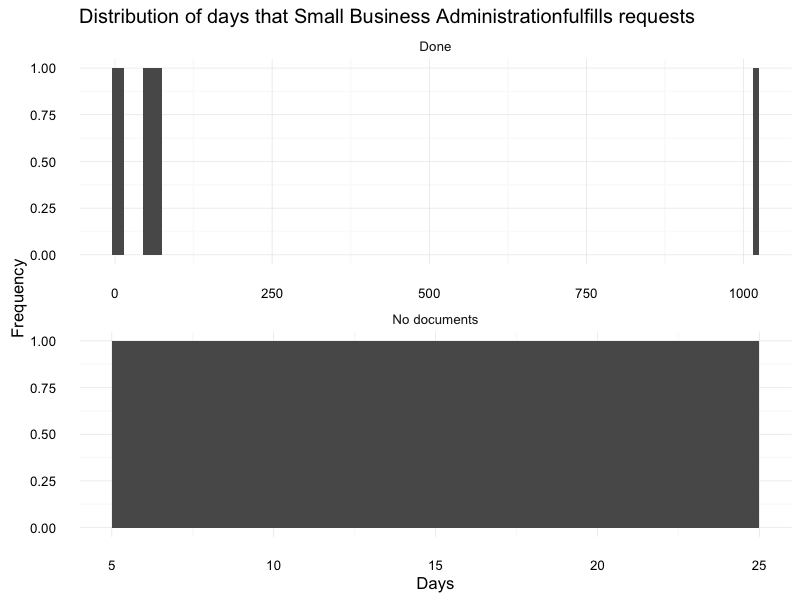 Distribution of days that Small Business Administrationfulfills requests
Done
1.00
0.75
0.50
0.25
0.00
0 250 500 750 1000
Frequency
No documents
1.00
0.75
0.50
0.25
0.00
5 10 15 20 25
Days